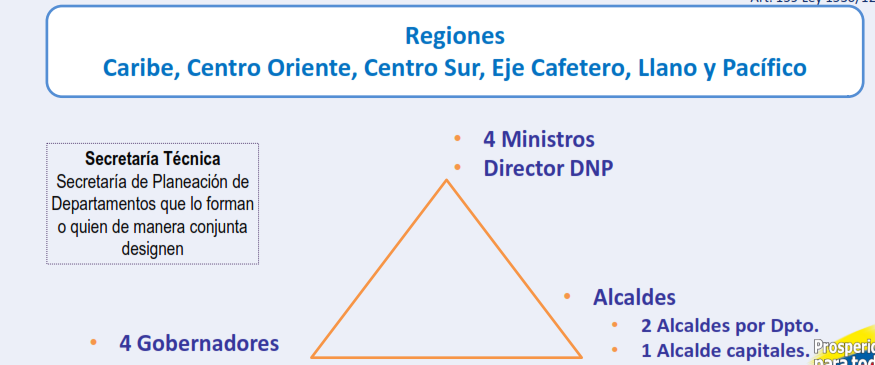 Regiones
Caribe, Centro Oriente, Centro Sur, Eje Cafetero, Llano y Pacífico
• 4 Ministros
• Director DNP
Secretaría Técnica
Secretaría de Planeación de
Departamentos que lo forman
o quien de manera conjunta
designen
• Alcaldes
• 2 Alcaldes por Dpto.
• 1 Alcalde capitales.
• 4 Gobernadores